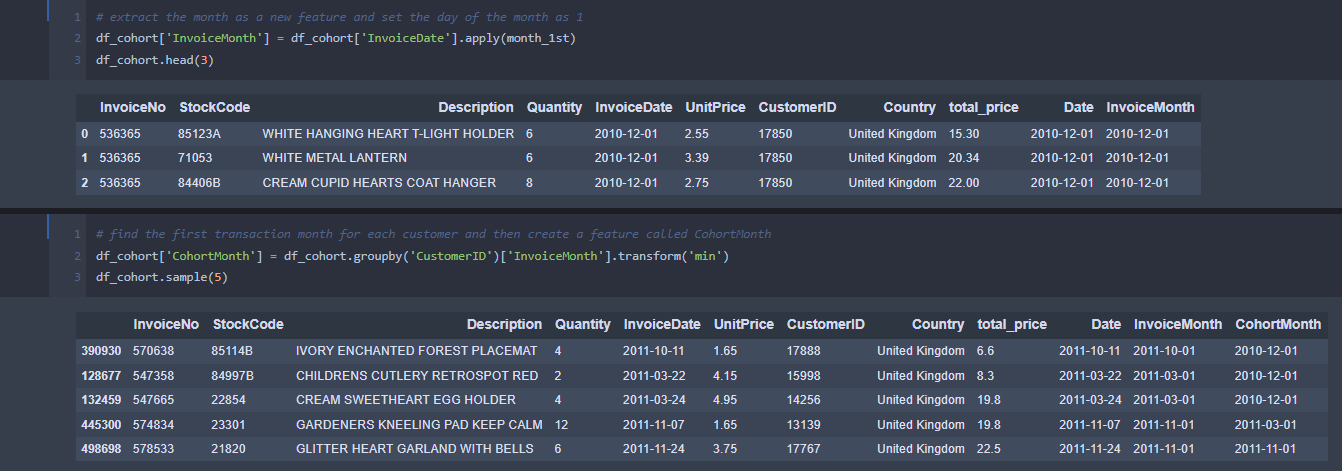 1 # extract the month as a new feature and set the day of the month as 1
2 df_cohort['InvoiceMonth'] = df_cohort['InvoiceDate'].apply(month_1st)
3 df_cohort.head(3)
InvoiceNo StockCode Description Quantity InvoiceDate UnitPrice CustomerID Country total_price Date InvoiceMonth
0 536365 85123A WHITE HANGING HEART T-LIGHT HOLDER 6 2010-12-01 2.55 17850 United Kingdom 15.30 2010-12-01 2010-12-01
1 536365 71053 WHITE METAL LANTERN 6 2010-12-01 3.39 17850 United Kingdom 20.34 2010-12-01 2010-12-01
2 536365 84406B CREAM CUPID HEARTS COAT HANGER 8 2010-12-01 2.75 17850 United Kingdom 22.00 2010-12-01 2010-12-01
1 # find the first transaction month for each customer and then create a feature called CohortMonth
2 df_cohort['CohortMonth'] = df_cohort.groupby('CustomerID')['InvoiceMonth'].transform('min')
3 df_cohort.sample(5)
InvoiceNo StockCode Description Quantity InvoiceDate UnitPrice CustomerID Country total_price Date InvoiceMonth CohortMonth
390930 570638 85114B IVORY ENCHANTED FOREST PLACEMAT 4 2011-10-11 1.65 17888 United Kingdom 6.6 2011-10-11 2011-10-01 2010-12-01
128677 547358 84997B CHILDRENS CUTLERY RETROSPOT RED 2 2011-03-22 4.15 15998 United Kingdom 8.3 2011-03-22 2011-03-01 2010-12-01
132459 547665 22854 CREAM SWEETHEART EGG HOLDER 4 2011-03-24 4.95 14256 United Kingdom 19.8 2011-03-24 2011-03-01 2010-12-01
445300 574834 23301 GARDENERS KNEELING PAD KEEP CALM 12 2011-11-07 1.65 13139 United Kingdom 19.8 2011-11-07 2011-11-01 2011-03-01
498698 578533 21820 GLITTER HEART GARLAND WITH BELLS 6 2011-11-24 3.75 17767 United Kingdom 22.5 2011-11-24 2011-11-01 2011-11-01